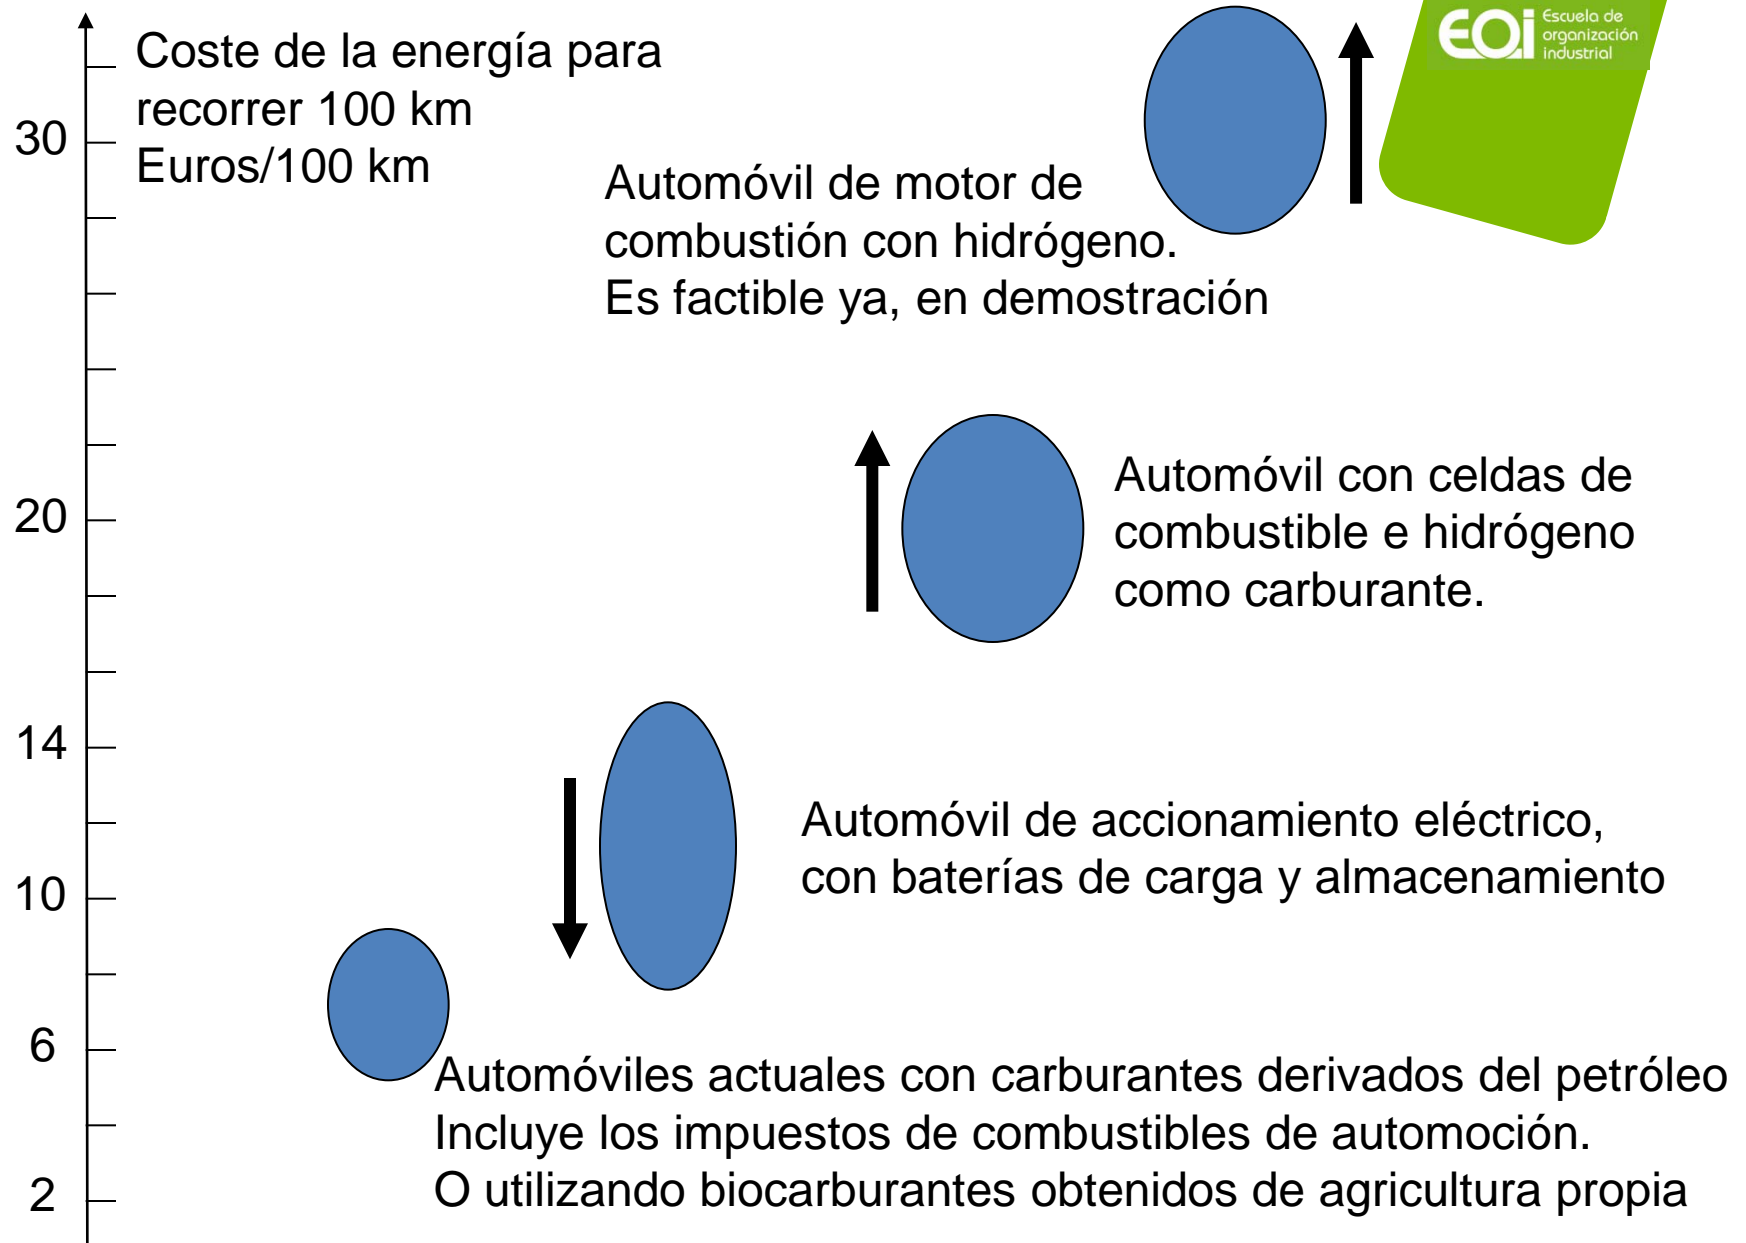 EOi Escuela de
organización
industrial
Coste de la energía para
recorrer 100 km
Euros/100 km
30
Automóvil de motor de
combustión con hidrógeno.
Es factible ya, en demostración
20
Automóvil con celdas de
combustible e hidrógeno
como carburante.
14
Automóvil de accionamiento eléctrico,
con baterías de carga y almacenamiento
10
6
Automóviles actuales con carburantes derivados del petróleo
Incluye los impuestos de combustibles de automoción.
O utilizando biocarburantes obtenidos de agricultura propia
2